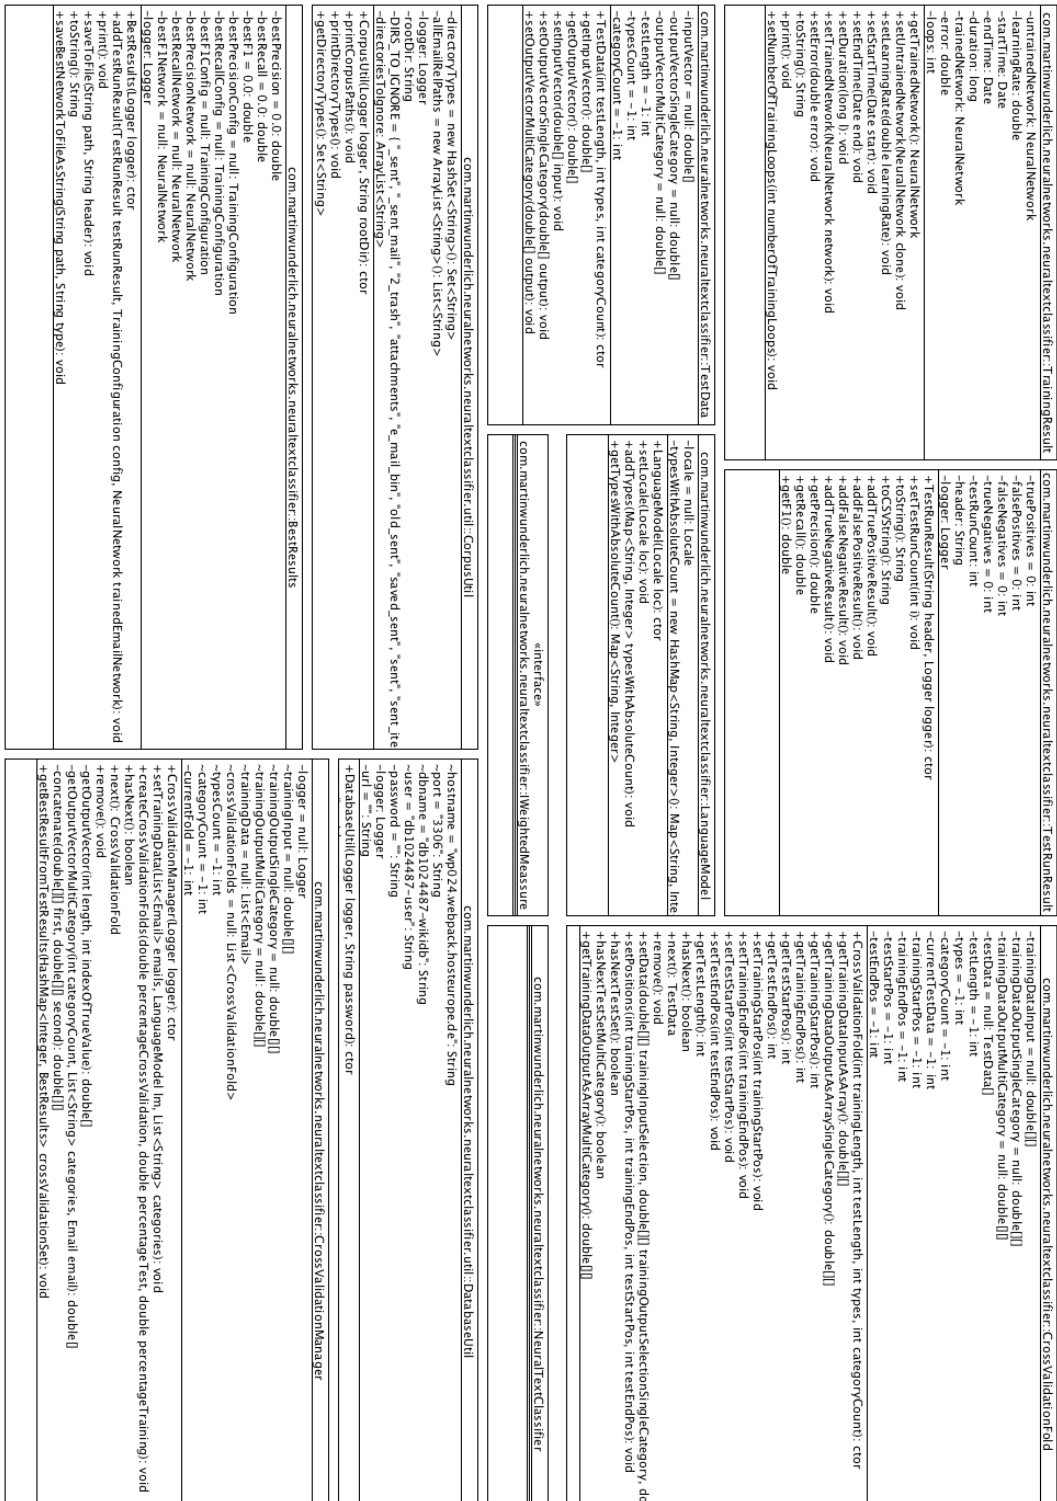 com.martinwunderlich.neuralnetworks.neuraltextclassifier::TrainingResult
-untrainedNetwork: NeuralNetwork
-learningRate: double
-startTime: Date
-endTime: Date
-duration: long
-trainedNetwork: NeuralNetwork
-error: double
-loops: int
+getTrainedNetwork(): NeuralNetwork
+setUntrainedNetwork(NeuralNetwork clone): void
+setLearningRate(double learningRate): void
+setStartTime(Date start): void
+setEndTime(Date end): void
+setDuration(long l): void
+setTrainedNetwork(NeuralNetwork network): void
+setError(double error): void
+toString(): String
+print(): void
+setNumberOfTrainingLoops(int numberOfTrainingLoops): void
com.martinwunderlich.neuralnetworks.neuraltextclassifier::TestRunResult
-truePositives = 0: int
-falsePositives = 0: int
-falseNegatives = 0: int
-trueNegatives = 0: int
-testRunCount: int
-header: String
-logger: Logger
+TestRunResult(String header, Logger logger): ctor
+setTestRunCount(int i): void
+toString(): String
+toCSVString(): String
+addTruePositiveResult(): void
+addFalsePositiveResult(): void
+addFalseNegativeResult(): void
+addTrueNegativeResult(): void
+getPrecision(): double
+getRecall(): double
+getF1(): double
com.martinwunderlich.neuralnetworks.neuraltextclassifier::CrossValidationFold
-trainingDataInput = null: double[][]
-trainingDataOutputSingleCategory = null: double[][]
-trainingDataOutputMultiCategory = null: double[][]
-testData = null: TestData[]
-testLength = -1: int
-types = -1: int
-categoryCount = -1: int
-currentTestData = -1: int
-trainingStartPos = -1: int
-trainingEndPos = -1: int
-testStartPos = -1: int
-testEndPos = -1: int
+CrossValidationFold(int trainingLength, int testLength, int types, int categoryCount): ctor
+getTrainingDataInputAsArray(): double[][]
+getTrainingDataOutputAsArraySingleCategory(): double[][]
+getTrainingStartPos(): int
+getTrainingEndPos(): int
+getTestStartPos(): int
+getTestEndPos(): int
+setTrainingStartPos(int trainingStartPos): void
+setTrainingEndPos(int trainingEndPos): void
+setTestStartPos(int testStartPos): void
+setTestEndPos(int testEndPos): void
+getTestLength(): int
+hasNext(): boolean
+next(): TestData
+remove(): void
+setData(double[][] trainingInputSelection, double[][] trainingOutputSelectionSingleCategory, do
+setPositions(int trainingStartPos, int trainingEndPos, int testStartPos, int testEndPos): void
+hasNextTestSet(): boolean
+hasNextTestSetMultiCategory(): boolean
+getTrainingDataOutputAsArrayMultiCategory(): double[][]
com.martinwunderlich.neuralnetworks.neuraltextclassifier::TestData
-inputVector = null: double[]
-outputVectorSingleCategory = null: double[]
-outputVectorMultiCategory = null: double[]
-testLength = -1: int
-typesCount = -1: int
-categoryCount = -1: int
+TestData(int testLength, int types, int categoryCount): ctor
+getInputVector(): double[]
+getOutputVector(): double[]
+setInputVector(double[] input): void
+setOutputVectorSingleCategory(double[] output): void
+setOutputVectorMultiCategory(double[] output): void
com.martinwunderlich.neuralnetworks.neuraltextclassifier::LanguageModel
-locale = null: Locale
-typesWithAbsoluteCount = new HashMap<String, Integer>(): Map<String, Inte
+LanguageModel(Locale loc): ctor
+setLocale(Locale loc): void
+addTypes(Map<String, Integer> typesWithAbsoluteCount): void
+getTypesWithAbsoluteCount(): Map<String, Integer>
«interface»
com.martinwunderlich.neuralnetworks.neuraltextclassifier::IWeightedMeassure
com.martinwunderlich.neuralnetworks.neuraltextclassifier::NeuralTextClassifier
com.martinwunderlich.neuralnetworks.neuraltextclassifier.util::CorpusUtil
-directoryTypes = new HashSet<String>(): Set<String>
-allEmailRelPaths = new ArrayList<String>(): List<String>
-logger: Logger
-rootDir: String
-DIRS_TO_IGNORE = { "_sent", "_sent_mail", "2_trash", "attachments", "e_mail_bin", "old_sent", "saved_sent", "sent", "sent_ite
-directoriesToIgnore: ArrayList<String>
+CorpusUtil(Logger logger, String rootDir): ctor
+printCorpusPaths(): void
+printDirectoryTypes(): void
+getDirectoryTypes(): Set<String>
com.martinwunderlich.neuralnetworks.neuraltextclassifier.util::DatabaseUtil
~hostname = "wp024.webpack.hosteurope.de": String
~port = "3306": String
~dbname = "db1024487-wikidb": String
~user = "db1024487-user": String
~password = "": String
-logger: Logger
-url = "": String
+DatabaseUtil(Logger logger, String password): ctor
com.martinwunderlich.neuralnetworks.neuraltextclassifier::BestResults
-bestPrecision = 0.0: double
-bestRecall = 0.0: double
-bestF1 = 0.0: double
-bestPrecisionConfig = null: TrainingConfiguration
-bestRecallConfig = null: TrainingConfiguration
-bestF1Config = null: TrainingConfiguration
-bestPrecisionNetwork = null: NeuralNetwork
-bestRecallNetwork = null: NeuralNetwork
-bestF1Network = null: NeuralNetwork
-logger: Logger
+BestResults(Logger logger): ctor
+addTestRunResult(TestRunResult testRunResult, TrainingConfiguration config, NeuralNetwork trainedEmailNetwork): void
+print(): void
+saveToFile(String path, String header): void
+toString(): String
+saveBestNetworkToFileAsString(String path, String type): void
com.martinwunderlich.neuralnetworks.neuraltextclassifier::CrossValidationManager
-logger = null: Logger
~trainingInput = null: double[][]
~trainingOutputSingleCategory = null: double[][]
~trainingOutputMultiCategory = null: double[][]
~trainingData = null: List<Email>
~crossValidationFolds = null: List<CrossValidationFold>
~typesCount = -1: int
~categoryCount = -1: int
-currentFold = -1: int
+CrossValidationManager(Logger logger): ctor
+setTrainingData(List<Email> emails, LanguageModel lm, List<String> categories): void
+createCrossValidationFolds(double percentageCrossValidation, double percentageTest, double percentageTraining): void
+hasNext(): boolean
+next(): CrossValidationFold
+remove(): void
-getOutputVector(int length, int indexOfTrueValue): double[]
-getOutputVectorMultiCategory(int categoryCount, List<String> categories, Email email): double[]
-concatenate(double[][] first, double[][] second): double[][]
+getBestResultFromTestResults(HashMap<Integer, BestResults> crossValidationSet): void